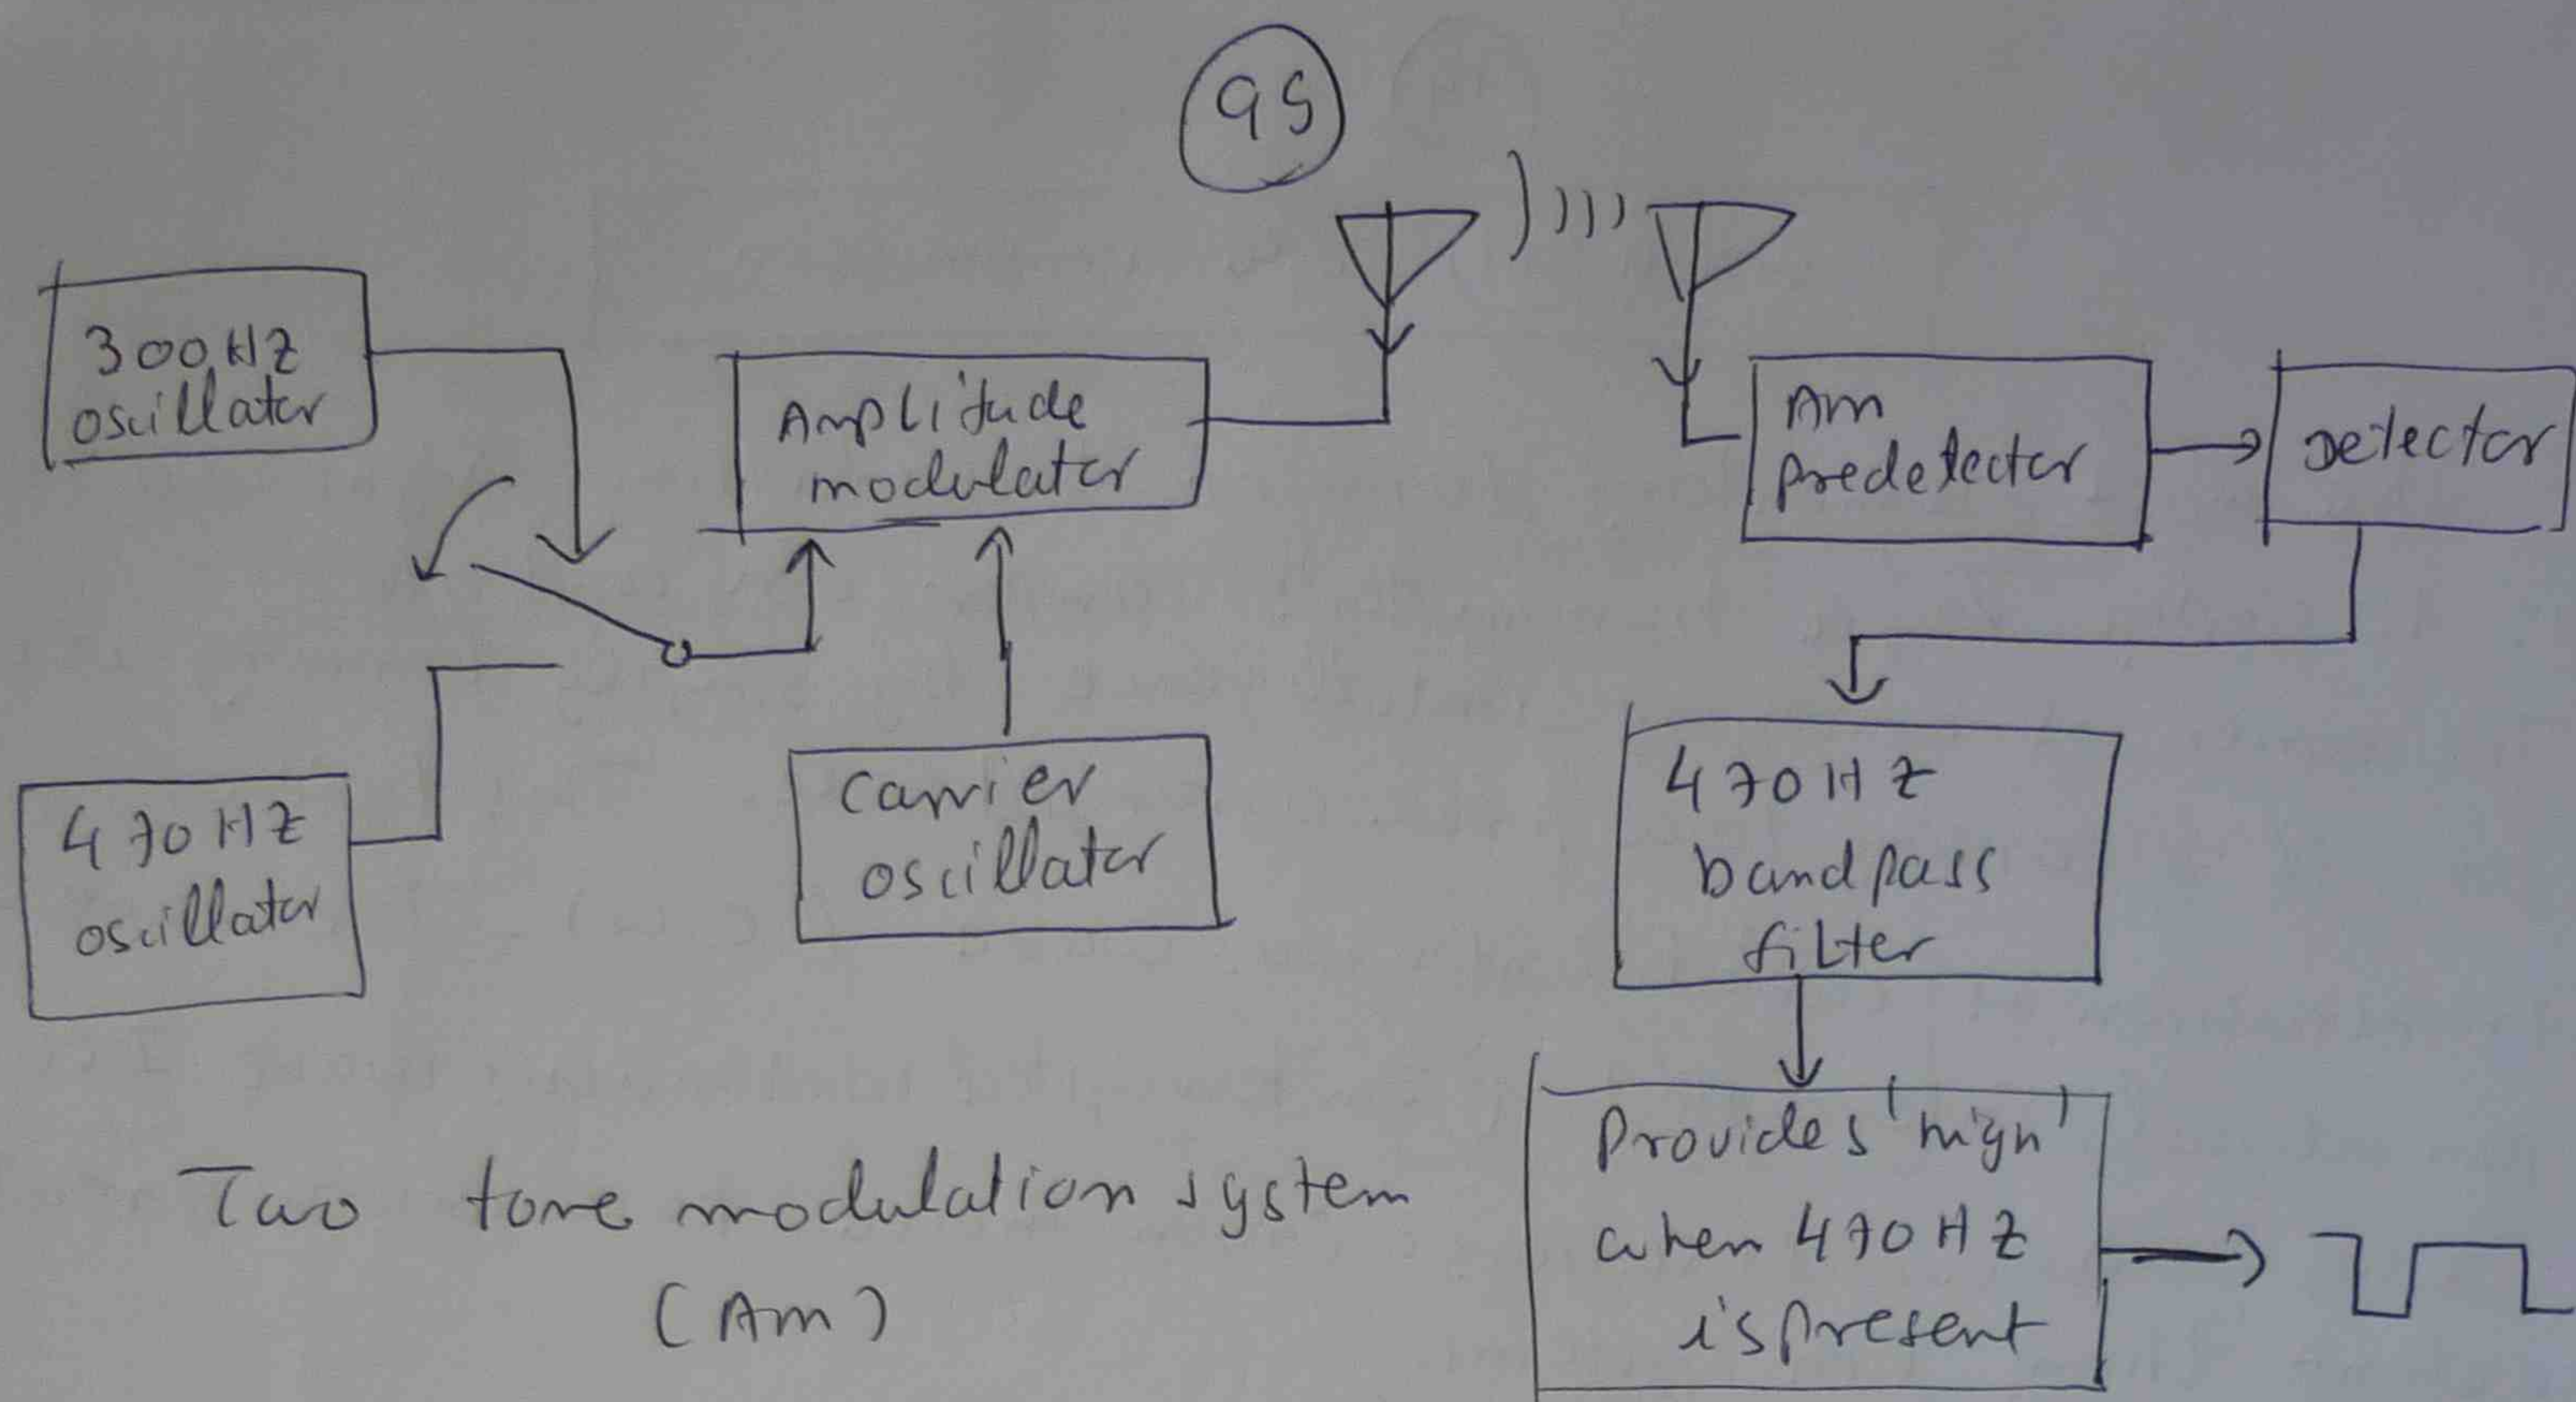 95
300 HZ
oscillator
Amplitude
modulator
Am
predetector
Detector
470 HZ
oscillator
Carrier
oscillator
470 HZ
bandpass
filter
Provides 'high'
when 470 HZ
is present
Two tone modulation system
(Am)